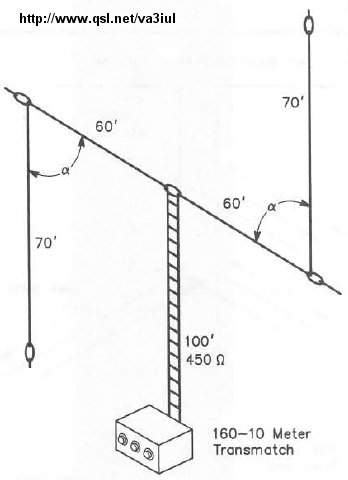 http://www.qsl.net/va3iul
70'
60'
α
60'
α
70'
100'
450 Ω
160-10 Meter
Transmatch